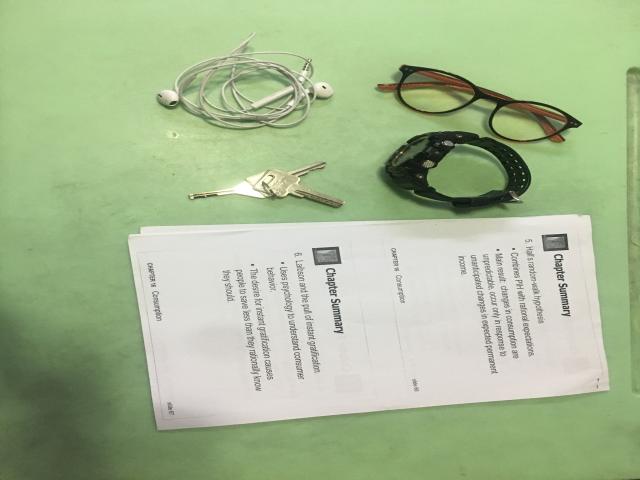 Chapter Summary
5. Hall's random-walk hypothesis
• Combines PIH with rational expectations.
• Main result: changes in consumption are
unpredictable, occur only in response to
unanticipated changes in expected permanent
income.
CHAPTER 16 Consumption
Chapter Summary
6. Laibson and the pull of instant gratification
• Uses psychology to understand consumer
behavior.
• The desire for instant gratification causes
people to save less than they rationally know
they should.
CHAPTER 16 Consumption
slide 67